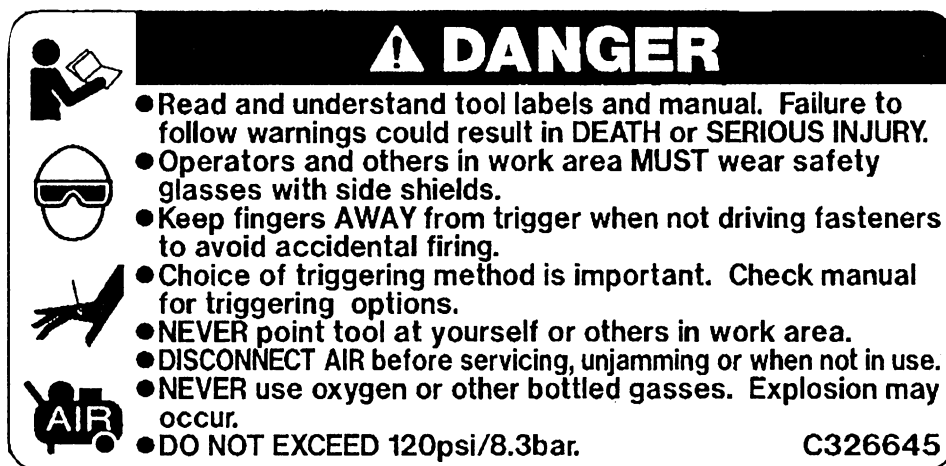 ⚠ DANGER
●Read and understand tool labels and manual. Failure to
follow warnings could result in DEATH or SERIOUS INJURY.
●Operators and others in work area MUST wear safety
glasses with side shields.
●Keep fingers AWAY from trigger when not driving fasteners
to avoid accidental firing.
●Choice of triggering method is important. Check manual
for triggering options.
●NEVER point tool at yourself or others in work area.
●DISCONNECT AIR before servicing, unjamming or when not in use.
●NEVER use oxygen or other bottled gasses. Explosion may
occur.
AIR
●DO NOT EXCEED 120psi/8.3bar. C326645